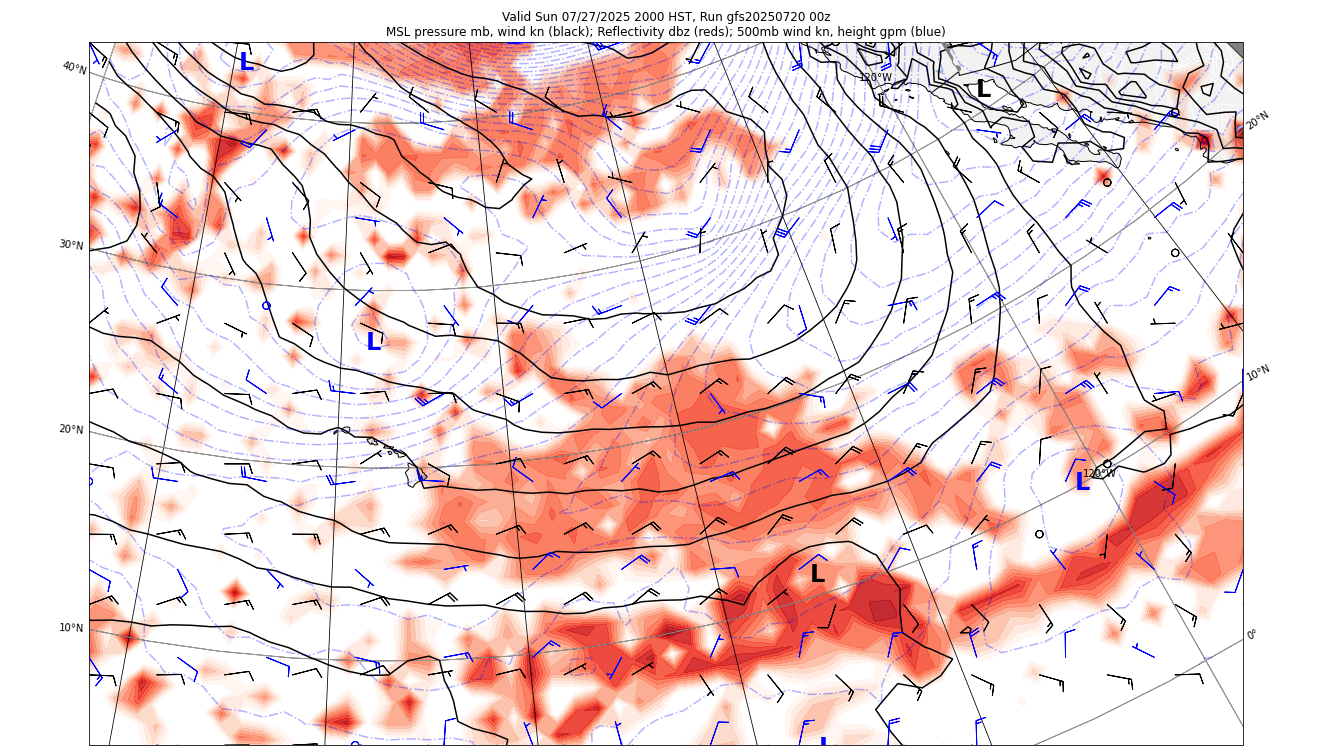 Valid Sun 07/27/2025 2000 HST, Run gfs20250720 00z
MSL pressure mb, wind kn (black); Reflectivity dbz (reds); 500mb wind kn, height gpm (blue)
L
40°N
120°W
L
20°N
30°N
L
10°N
20°N
120°W
L
L
10°N
0°
L